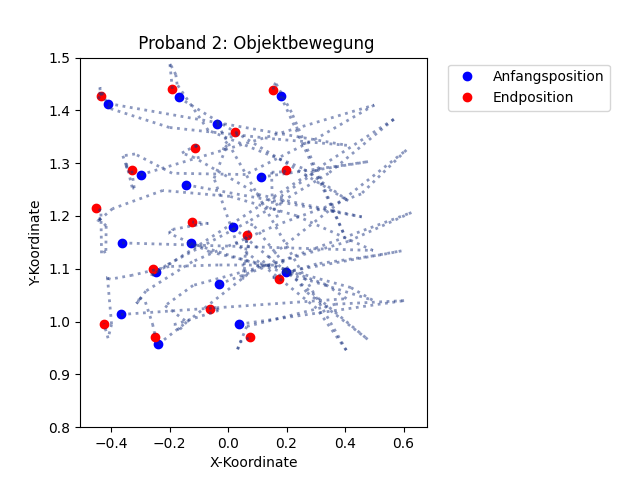 Proband 2: Objektbewegung
Anfangsposition
Endposition
Y-Koordinate
1.5
1.4
1.3
1.2
1.1
1.0
0.9
0.8
−0.4 −0.2 0.0 0.2 0.4 0.6
X-Koordinate